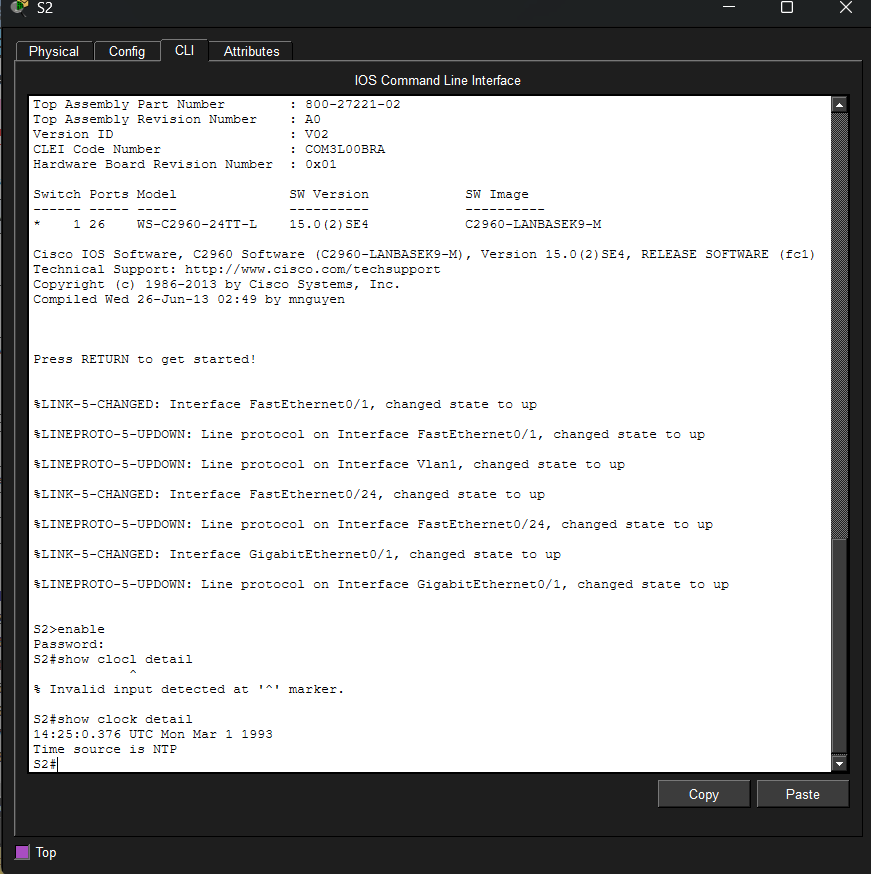 S2
Physical Config CLI Attributes
IOS Command Line Interface
Top Assembly Part Number : 800-27221-02
Top Assembly Revision Number : A0
Version ID : V02
CLEI Code Number : COM3L00BRA
Hardware Board Revision Number : 0x01
Switch Ports Model SW Version SW Image
------ ----- ----- ---------- ----------
* 1 26 WS-C2960-24TT-L 15.0(2)SE4 C2960-LANBASEK9-M
Cisco IOS Software, C2960 Software (C2960-LANBASEK9-M), Version 15.0(2)SE4, RELEASE SOFTWARE (fc1)
Technical Support: http://www.cisco.com/techsupport
Copyright (c) 1986-2013 by Cisco Systems, Inc.
Compiled Wed 26-Jun-13 02:49 by mnguyen
Press RETURN to get started!
%LINK-5-CHANGED: Interface FastEthernet0/1, changed state to up
%LINEPROTO-5-UPDOWN: Line protocol on Interface FastEthernet0/1, changed state to up
%LINEPROTO-5-UPDOWN: Line protocol on Interface Vlan1, changed state to up
%LINK-5-CHANGED: Interface FastEthernet0/24, changed state to up
%LINEPROTO-5-UPDOWN: Line protocol on Interface FastEthernet0/24, changed state to up
%LINK-5-CHANGED: Interface GigabitEthernet0/1, changed state to up
%LINEPROTO-5-UPDOWN: Line protocol on Interface GigabitEthernet0/1, changed state to up
S2>enable
Password:
S2#show clocl detail
^
% Invalid input detected at '^' marker.
S2#show clock detail
14:25:0.376 UTC Mon Mar 1 1993
Time source is NTP
S2#
Copy Paste
Top